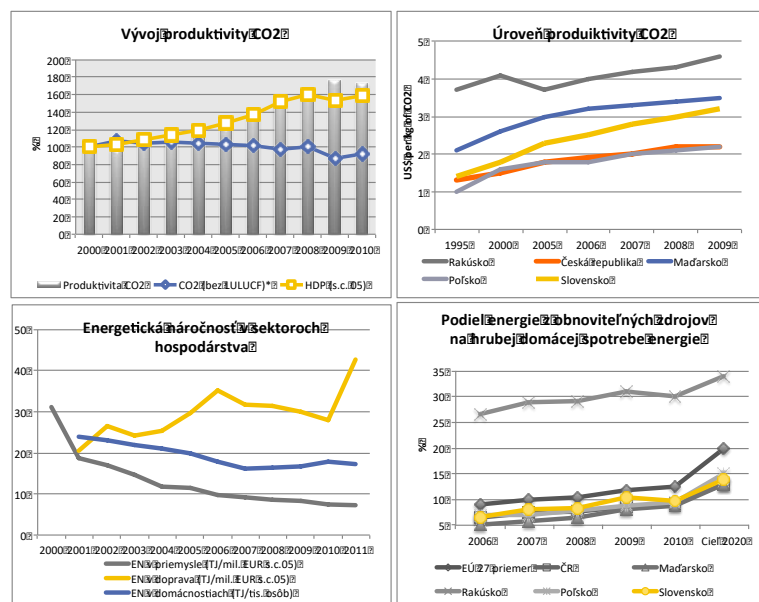 Vývoj produktivity CO2
200
180
160
140
120
100
80
60
40
20
0
%
2000 2001 2002 2003 2004 2005 2006 2007 2008 2009 2010
Produktivita CO2 CO2 (bez LULUCF)* HDP (s.c. 05)
Úroveň produiktivity CO2
5
4
3
2
1
0
US$ per kg of CO2
1995 2000 2005 2006 2007 2008 2009
Rakúsko Česká republika Maďarsko
Poľsko Slovensko
Energetická náročnosť v sektoroch
hospodárstva
50
40
30
20
10
0
2000 2001 2002 2003 2004 2005 2006 2007 2008 2009 2010 2011
EN v priemysle (TJ/mil. EUR s.c.05)
EN v doprava (TJ/mil. EUR s.c.05)
EN v domácnostiach (TJ/tis. osôb)
Podiel energie z obnoviteľných zdrojov
na hrubej domácej spotrebe energie
35
30
25
20
15
10
5
%
2006 2007 2008 2009 2010 Cieľ 2020
EÚ 27 priemer ČR Maďarsko
Rakúsko Poľsko Slovensko